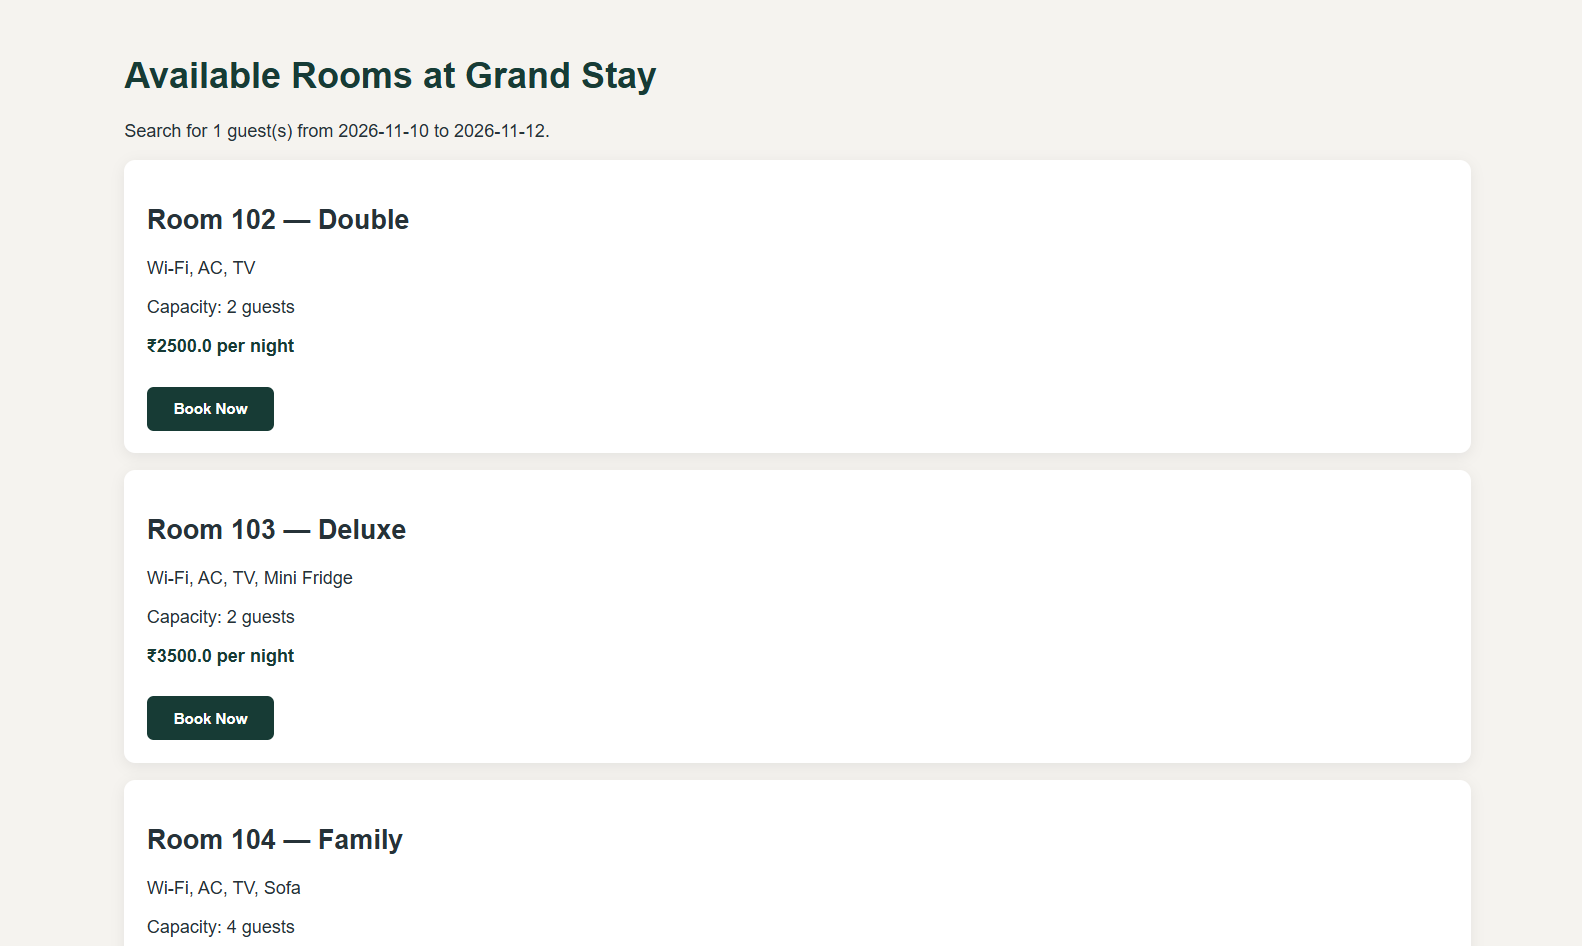 Available Rooms at Grand Stay
Search for 1 guest(s) from 2026-11-10 to 2026-11-12.
Room 102 — Double
Wi-Fi, AC, TV
Capacity: 2 guests
₹2500.0 per night
Book Now
Room 103 — Deluxe
Wi-Fi, AC, TV, Mini Fridge
Capacity: 2 guests
₹3500.0 per night
Book Now
Room 104 — Family
Wi-Fi, AC, TV, Sofa
Capacity: 4 guests